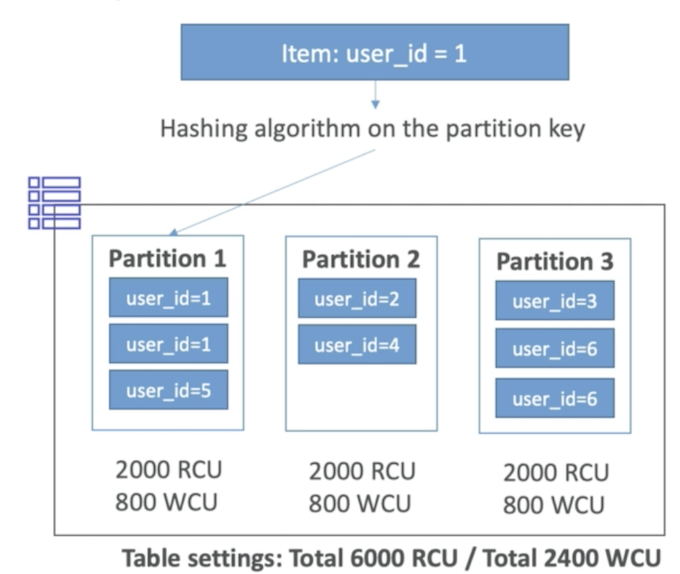 Item: user_id = 1
Hashing algorithm on the partition key
Partition 1
user_id=1
user_id=1
user_id=5
2000 RCU
800 WCU
Partition 2
user_id=2
user_id=4
2000 RCU
800 WCU
Partition 3
user_id=3
user_id=6
user_id=6
2000 RCU
800 WCU
Table settings: Total 6000 RCU / Total 2400 WCU